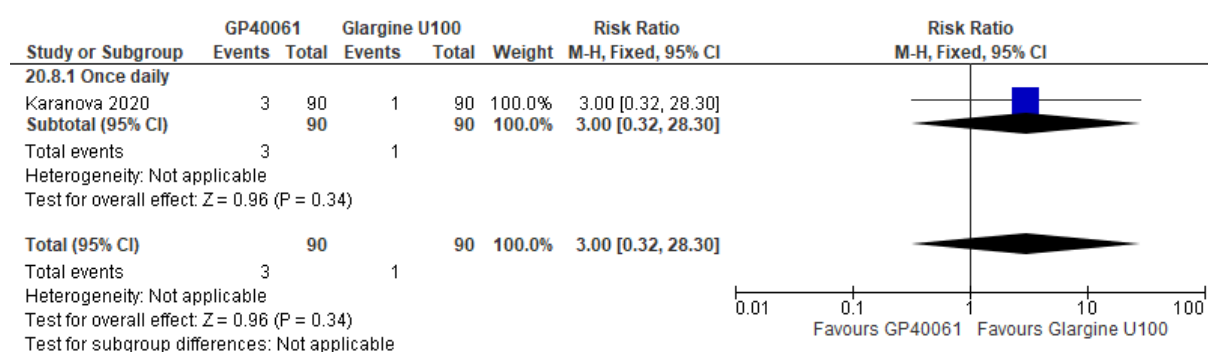 GP40061 Glargine U100 Risk Ratio Risk Ratio
Study or Subgroup Events Total Events Total Weight M-H, Fixed, 95% CI M-H, Fixed, 95% CI
20.8.1 Once daily
Karanova 2020 3 90 1 90 100.0% 3.00 [0.32, 28.30]
Subtotal (95% CI) 90 90 100.0% 3.00 [0.32, 28.30]
Total events 3 1
Heterogeneity: Not applicable
Test for overall effect: Z = 0.96 (P = 0.34)
Total (95% CI) 90 90 100.0% 3.00 [0.32, 28.30]
Total events 3 1
Heterogeneity: Not applicable
Test for overall effect: Z = 0.96 (P = 0.34)
Test for subgroup differences: Not applicable
0.01 0.1 1 10 100
Favours GP40061 Favours Glargine U100